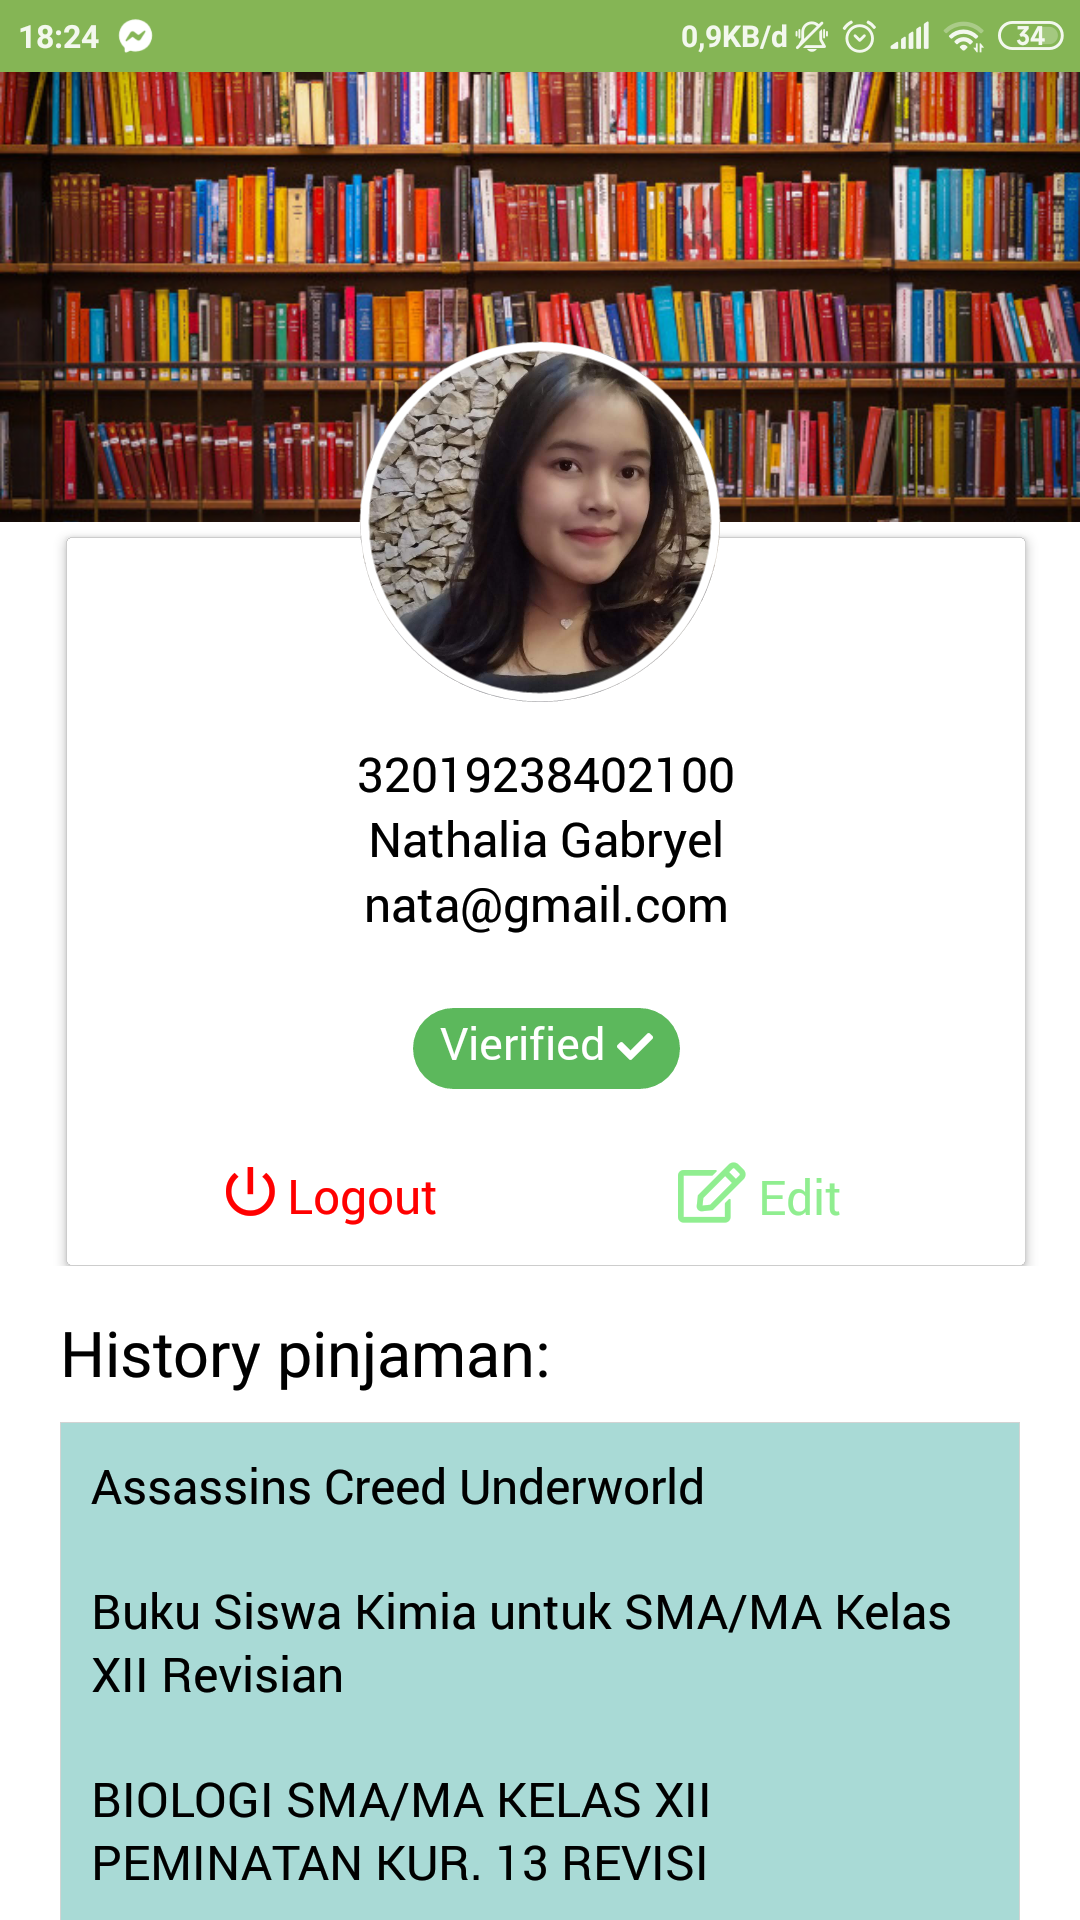 18:24 0,9KB/d 34
32019238402100
Nathalia Gabryel
nata@gmail.com
Vierified
Logout Edit
History pinjaman:
Assassins Creed Underworld
Buku Siswa Kimia untuk SMA/MA Kelas
XII Revisian
BIOLOGI SMA/MA KELAS XII
PEMINATAN KUR. 13 REVISI